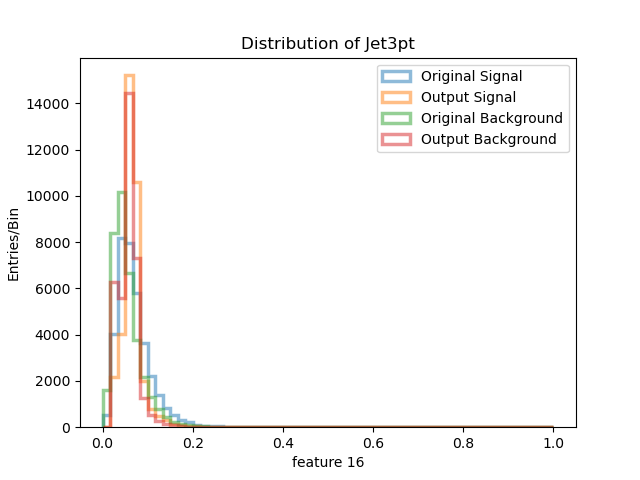 Distribution of Jet3pt
Original Signal
Output Signal
Original Background
Output Background
Entries/Bin
14000
12000
10000
8000
6000
4000
2000
0
0.0 0.2 0.4 0.6 0.8 1.0
feature 16